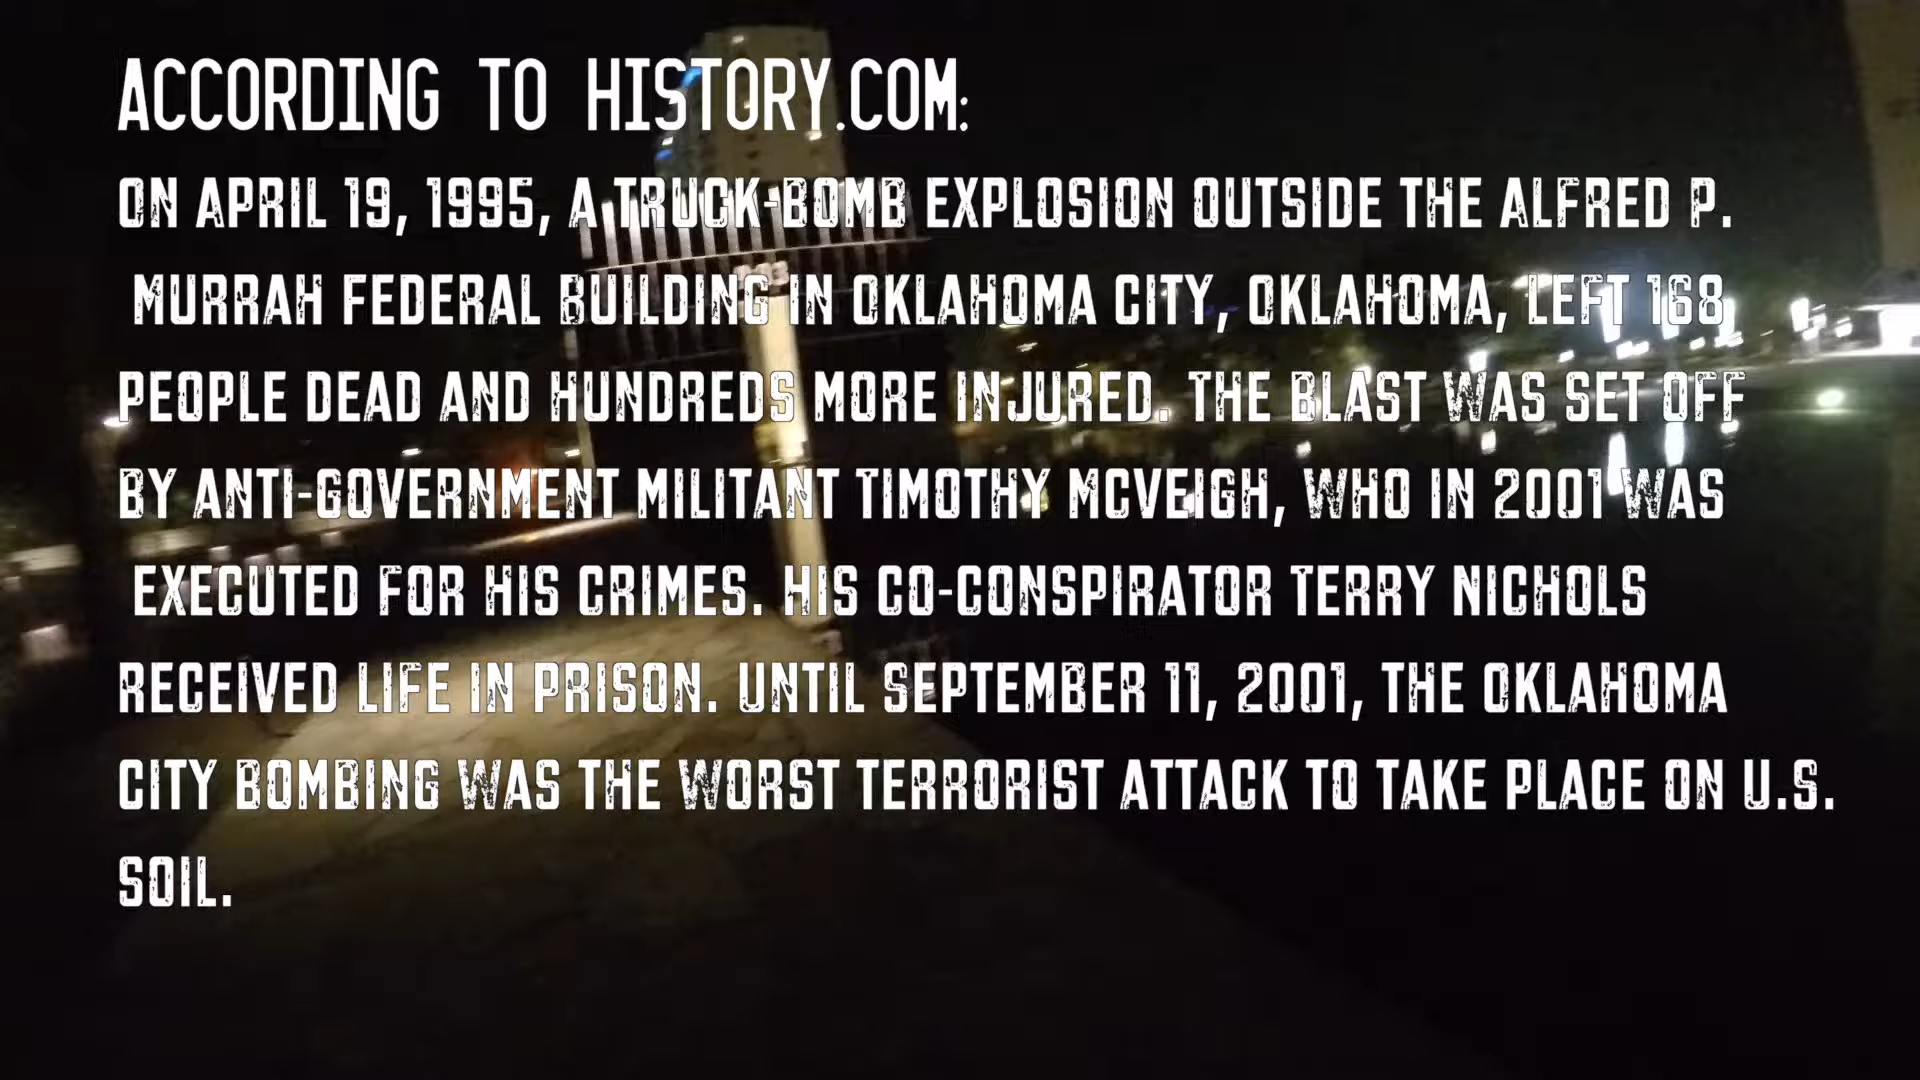 ACCORDING TO HISTORY.COM:
ON APRIL 19, 1995, A TRUCK-BOMB EXPLOSION OUTSIDE THE ALFRED P.
MURRAH FEDERAL BUILDING IN OKLAHOMA CITY, OKLAHOMA, LEFT 168
PEOPLE DEAD AND HUNDREDS MORE INJURED. THE BLAST WAS SET OFF
BY ANTI-GOVERNMENT MILITANT TIMOTHY MCVEIGH, WHO IN 2001 WAS
EXECUTED FOR HIS CRIMES. HIS CO-CONSPIRATOR TERRY NICHOLS
RECEIVED LIFE IN PRISON. UNTIL SEPTEMBER 11, 2001, THE OKLAHOMA
CITY BOMBING WAS THE WORST TERRORIST ATTACK TO TAKE PLACE ON U.S.
SOIL.